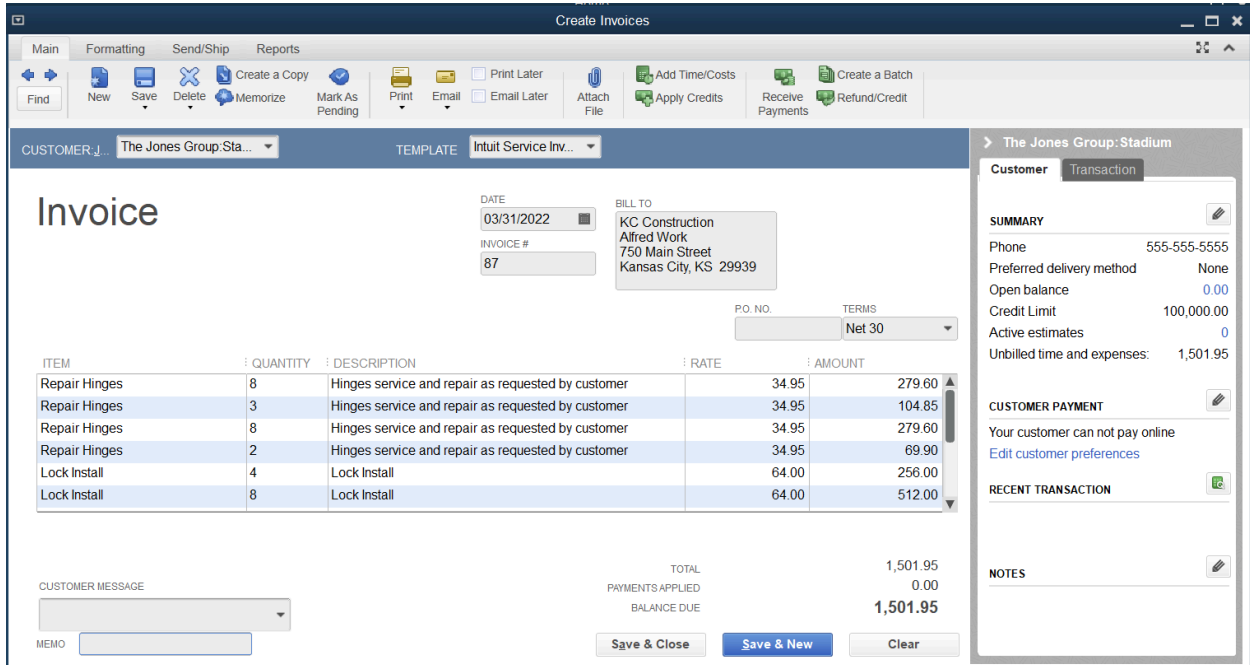 Create Invoices
Main Formatting Send/Ship Reports
Find
New
Save
Delete
Create a Copy
Memorize
Mark As
Pending
Print
Email
Print Later
Email Later
Attach
File
Add Time/Costs
Apply Credits
Receive
Payments
Create a Batch
Refund/Credit
CUSTOMER:J... The Jones Group:Sta... TEMPLATE Intuit Service Inv...
Invoice
DATE
03/31/2022
INVOICE #
87
BILL TO
KC Construction
Alfred Work
750 Main Street
Kansas City, KS 29939
P.O. NO. TERMS
Net 30
ITEM QUANTITY DESCRIPTION RATE AMOUNT
Repair Hinges 8 Hinges service and repair as requested by customer 34.95 279.60
Repair Hinges 3 Hinges service and repair as requested by customer 34.95 104.85
Repair Hinges 8 Hinges service and repair as requested by customer 34.95 279.60
Repair Hinges 2 Hinges service and repair as requested by customer 34.95 69.90
Lock Install 4 Lock Install 64.00 256.00
Lock Install 8 Lock Install 64.00 512.00
TOTAL 1,501.95
PAYMENTS APPLIED 0.00
BALANCE DUE 1,501.95
CUSTOMER MESSAGE
MEMO
Save & Close Save & New Clear
The Jones Group:Stadium
Customer Transaction
SUMMARY
Phone 555-555-5555
Preferred delivery method None
Open balance 0.00
Credit Limit 100,000.00
Active estimates 0
Unbilled time and expenses: 1,501.95
CUSTOMER PAYMENT
Your customer can not pay online
Edit customer preferences
RECENT TRANSACTION
NOTES